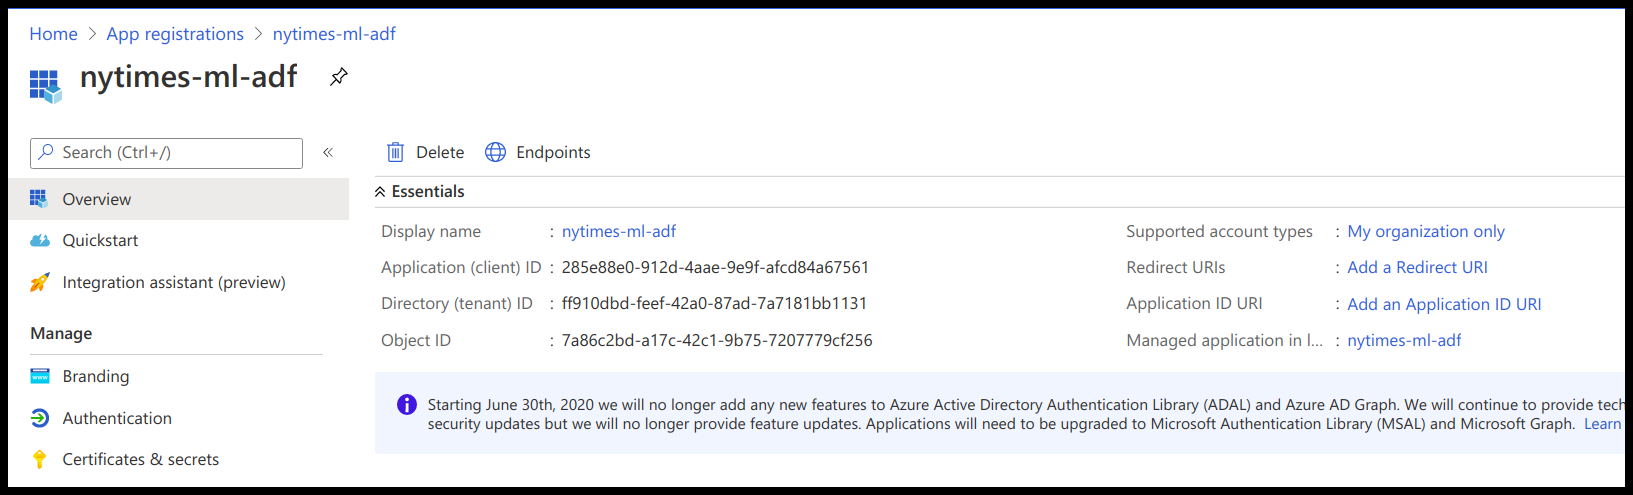 Home > App registrations > nytimes-ml-adf
nytimes-ml-adf
Search (Ctrl+/)
«
Overview
Quickstart
Integration assistant (preview)
Manage
Branding
Authentication
Certificates & secrets
Delete Endpoints
Essentials
Display name : nytimes-ml-adf
Application (client) ID : 285e88e0-912d-4aae-9e9f-afcd84a67561
Directory (tenant) ID : ff910dbd-feef-42a0-87ad-7a7181bb1131
Object ID : 7a86c2bd-a17c-42c1-9b75-7207779cf256
Supported account types : My organization only
Redirect URIs : Add a Redirect URI
Application ID URI : Add an Application ID URI
Managed application in l... : nytimes-ml-adf
Starting June 30th, 2020 we will no longer add any new features to Azure Active Directory Authentication Library (ADAL) and Azure AD Graph. We will continue to provide tech
security updates but we will no longer provide feature updates. Applications will need to be upgraded to Microsoft Authentication Library (MSAL) and Microsoft Graph. Learn